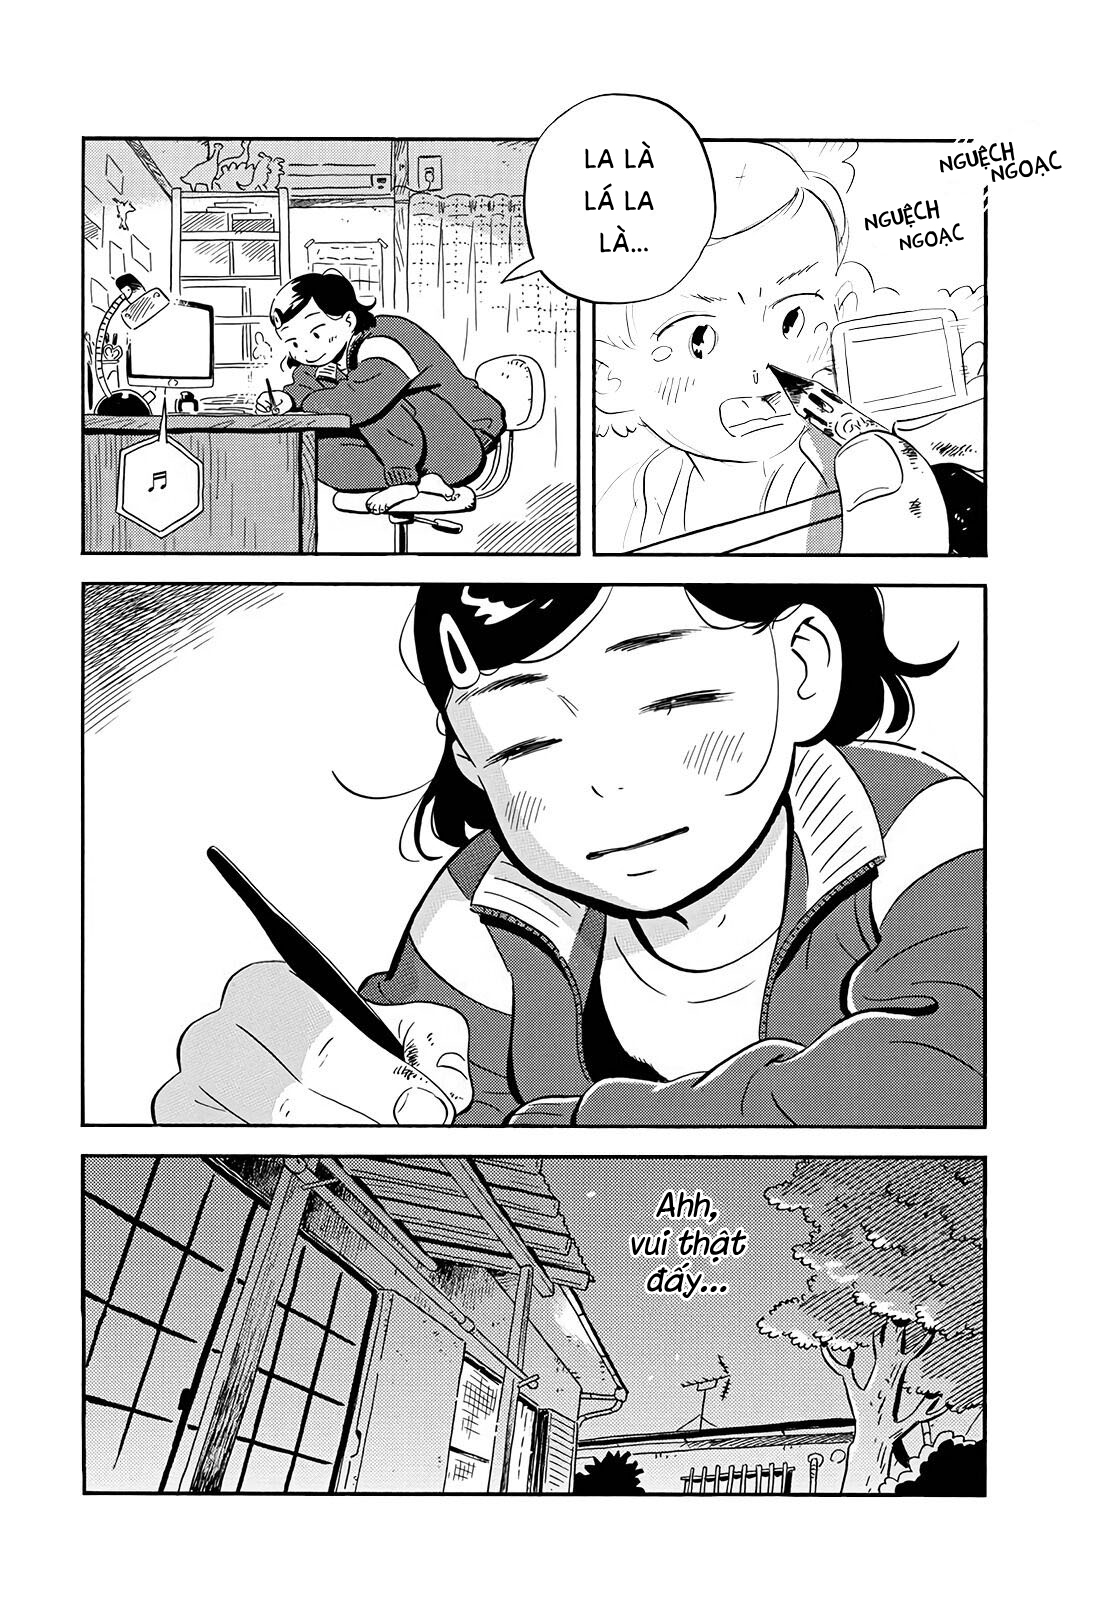 LA LÀ
LÁ LA
LÀ...
NGUỆCH
NGOẠC
NGUỆCH
NGOẠC
Ahh,
vui thật
đấy...